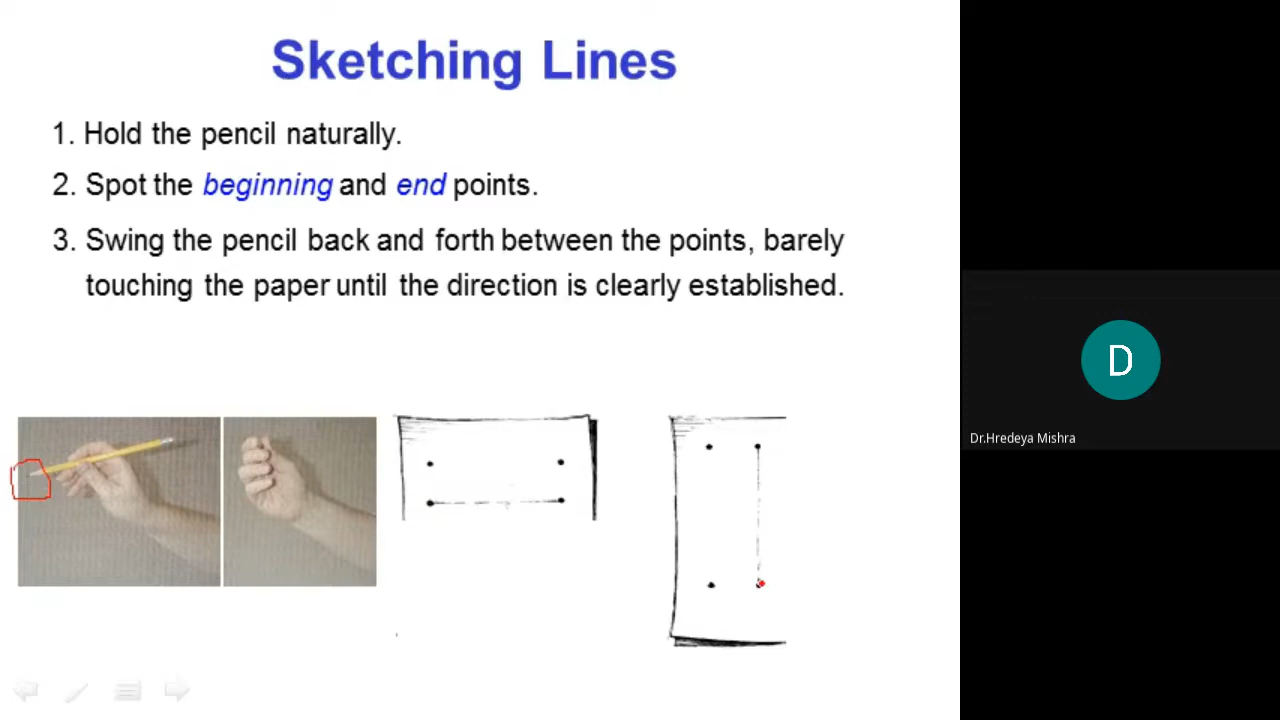 Sketching Lines
1. Hold the pencil naturally.
2. Spot the beginning and end points.
3. Swing the pencil back and forth between the points, barely
touching the paper until the direction is clearly established.
D
Dr.Hredeya Mishra